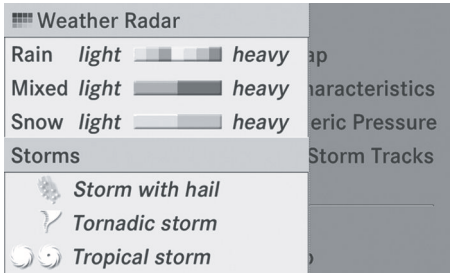 Weather Radar
Rain light heavy ap
Mixed light heavy haracteristics
Snow light heavy eric Pressure
Storms Storm Tracks
Storm with hail
Tornadic storm
Tropical storm